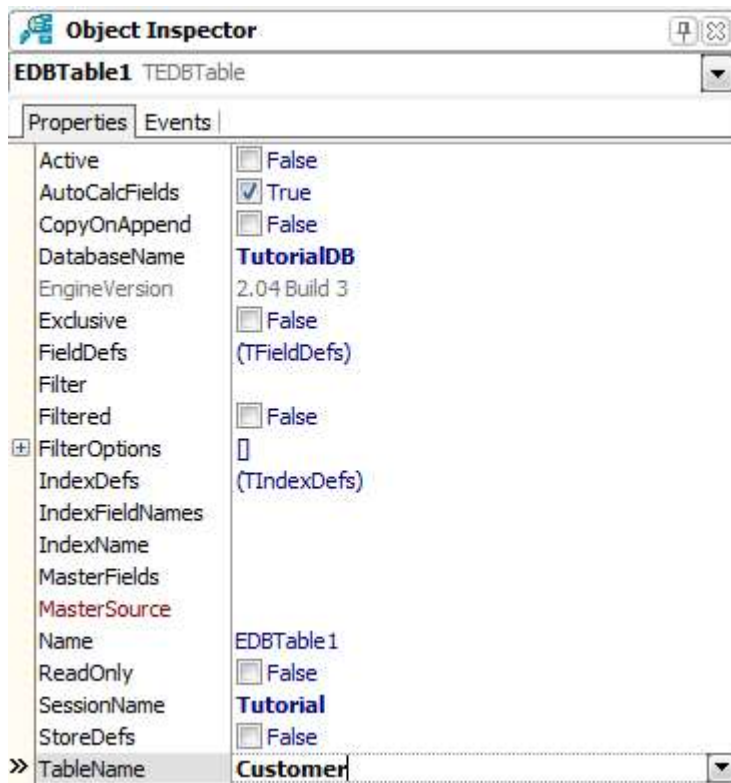 Object Inspector
EDBTable1 TEDBTable
Properties Events
Active False
AutoCalcFields True
CopyOnAppend False
DatabaseName TutorialDB
EngineVersion 2.04 Build 3
Exclusive False
FieldDefs (TFieldDefs)
Filter
Filtered False
FilterOptions []
IndexDefs (TIndexDefs)
IndexFieldNames
IndexName
MasterFields
MasterSource
Name EDBTable1
ReadOnly False
SessionName Tutorial
StoreDefs False
» TableName Customer